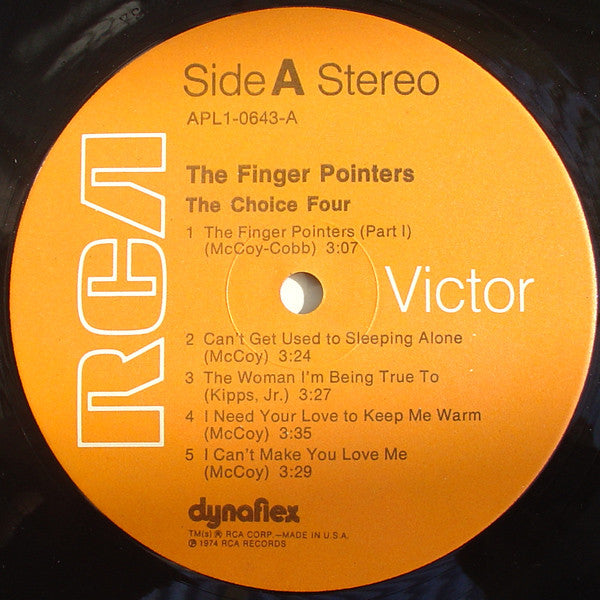 Side A Stereo
APL1-0643-A
RCA
The Finger Pointers
The Choice Four
1 The Finger Pointers (Part I)
(McCoy-Cobb) 3:07
Victor
2 Can't Get Used to Sleeping Alone
(McCoy) 3:24
3 The Woman I'm Being True To
(Kipps, Jr.) 3:27
4 I Need Your Love to Keep Me Warm
(McCoy) 3:35
5 I Can't Make You Love Me
(McCoy) 3:29
dynaflex
TM(s) ® RCA CORP.—MADE IN U.S.A.
℗ 1974 RCA RECORDS